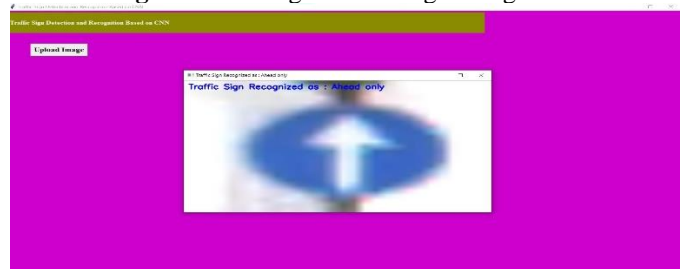 Traffic Sign Detection and Recognition Based on CNN
Upload Image
Traffic Sign Recognized as : Ahead only
Traffic Sign Recognized as : Ahead only